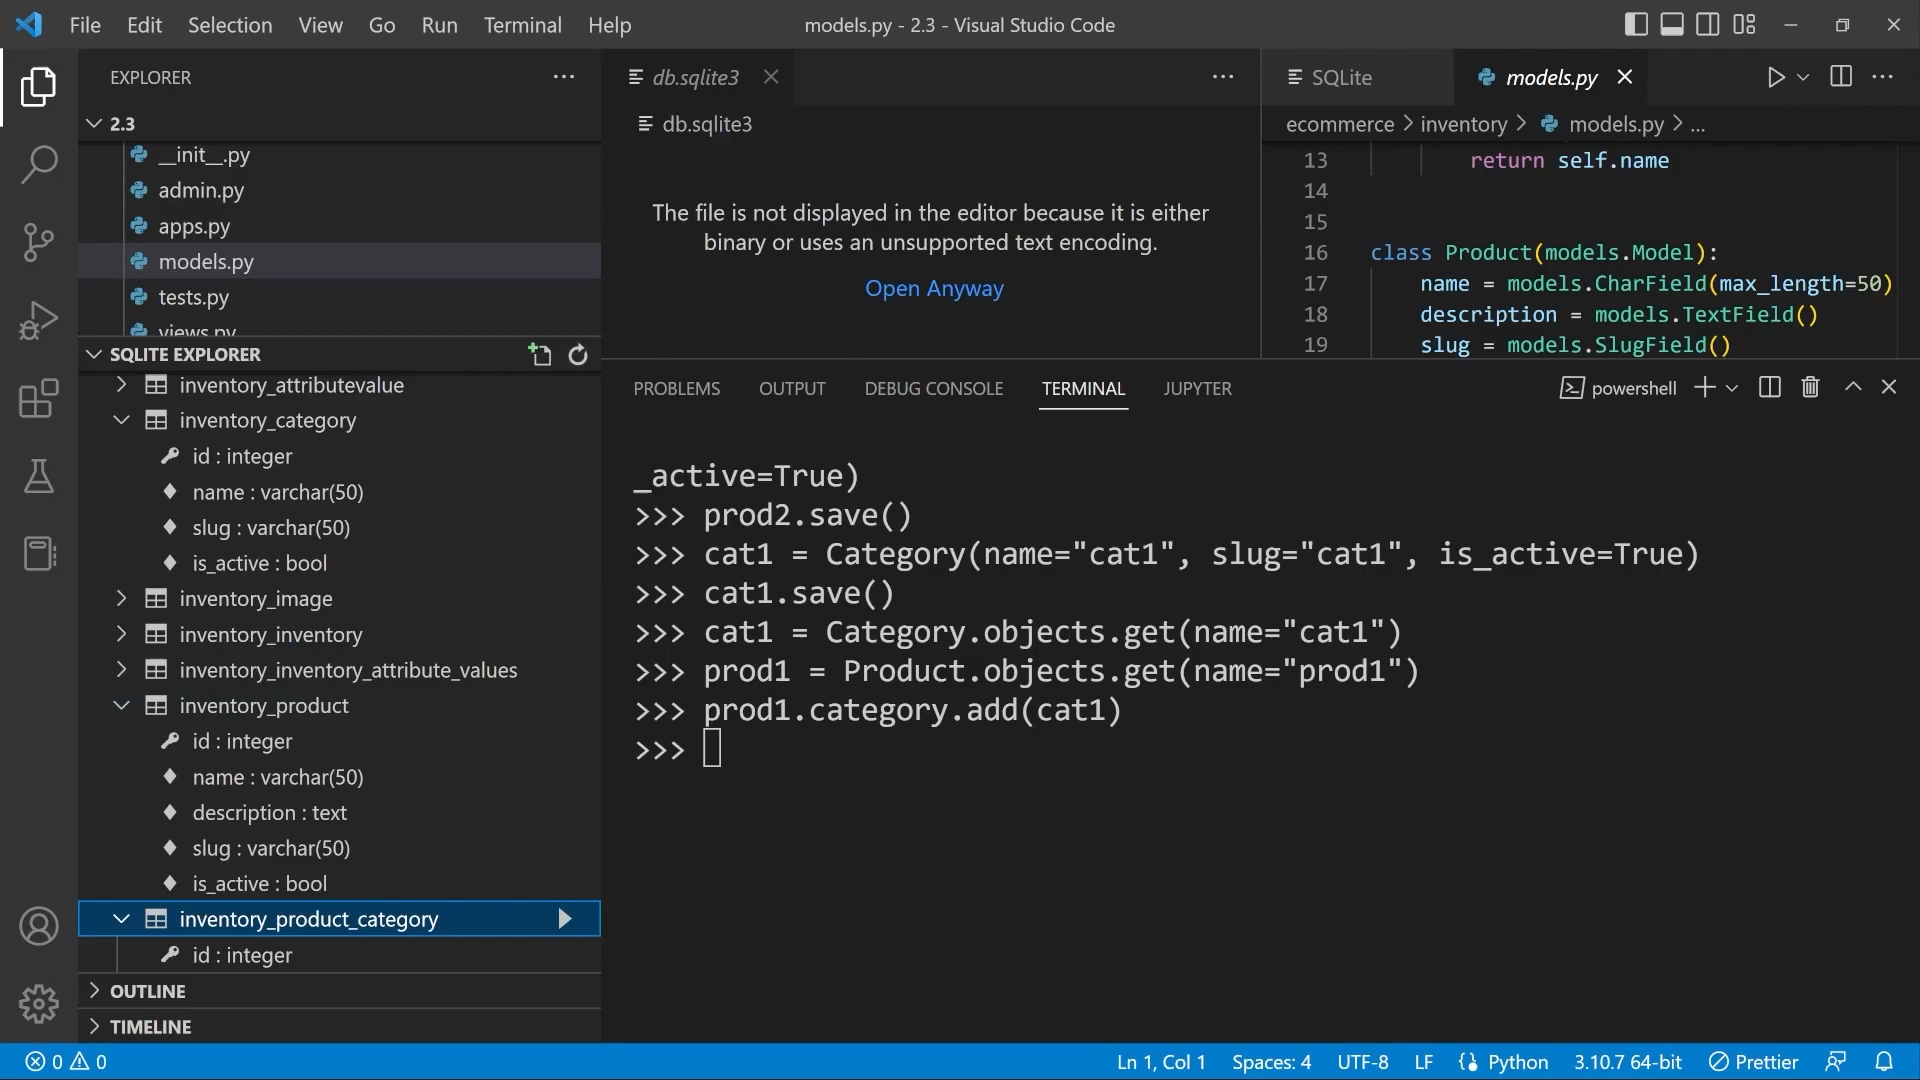 File Edit Selection View Go Run Terminal Help
models.py - 2.3 - Visual Studio Code
EXPLORER
2.3
__init__.py
admin.py
apps.py
models.py
tests.py
views.py
SQLITE EXPLORER
inventory_attributevalue
inventory_category
id : integer
name : varchar(50)
slug : varchar(50)
is_active : bool
inventory_image
inventory_inventory
inventory_inventory_attribute_values
inventory_product
id : integer
name : varchar(50)
description : text
slug : varchar(50)
is_active : bool
inventory_product_category
id : integer
OUTLINE
TIMELINE
db.sqlite3
db.sqlite3
The file is not displayed in the editor because it is either
binary or uses an unsupported text encoding.
Open Anyway
SQLite
models.py
ecommerce > inventory > models.py > ...
13 return self.name
14
15
16 class Product(models.Model):
17 name = models.CharField(max_length=50)
18 description = models.TextField()
19 slug = models.SlugField()
PROBLEMS OUTPUT DEBUG CONSOLE TERMINAL JUPYTER
powershell
_active=True)
>>> prod2.save()
>>> cat1 = Category(name="cat1", slug="cat1", is_active=True)
>>> cat1.save()
>>> cat1 = Category.objects.get(name="cat1")
>>> prod1 = Product.objects.get(name="prod1")
>>> prod1.category.add(cat1)
>>>
0 0
Ln 1, Col 1 Spaces: 4 UTF-8 LF Python 3.10.7 64-bit Prettier